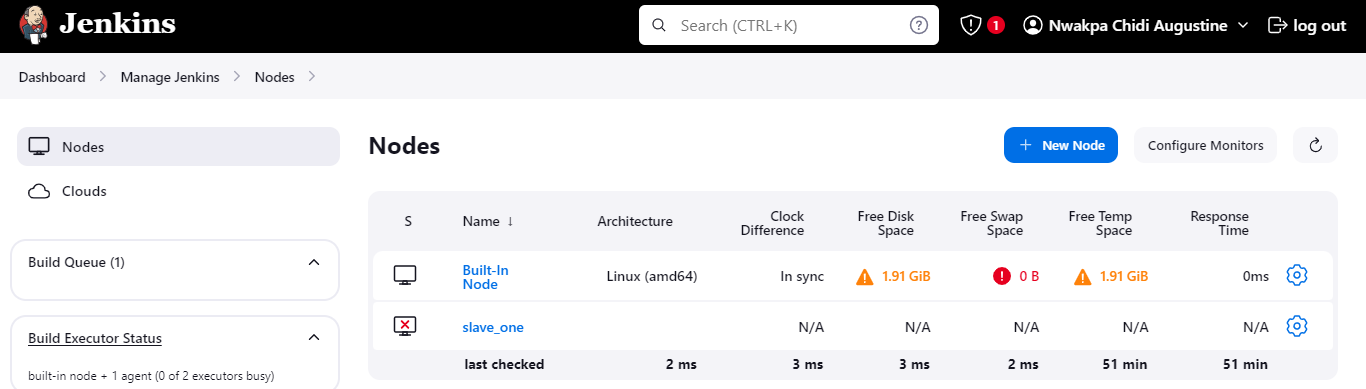 Jenkins
Search (CTRL+K)
1
Nwakpa Chidi Augustine
log out
Dashboard
Manage Jenkins
Nodes
Nodes
Clouds
Build Queue (1)
Build Executor Status
built-in node + 1 agent (0 of 2 executors busy)
Nodes
+ New Node
Configure Monitors
S Name ↓ Architecture Clock Difference Free Disk Space Free Swap Space Free Temp Space Response Time
Built-In Node Linux (amd64) In sync 1.91 GiB 0 B 1.91 GiB 0ms
slave_one N/A N/A N/A N/A N/A
last checked 2 ms 3 ms 3 ms 2 ms 51 min 51 min